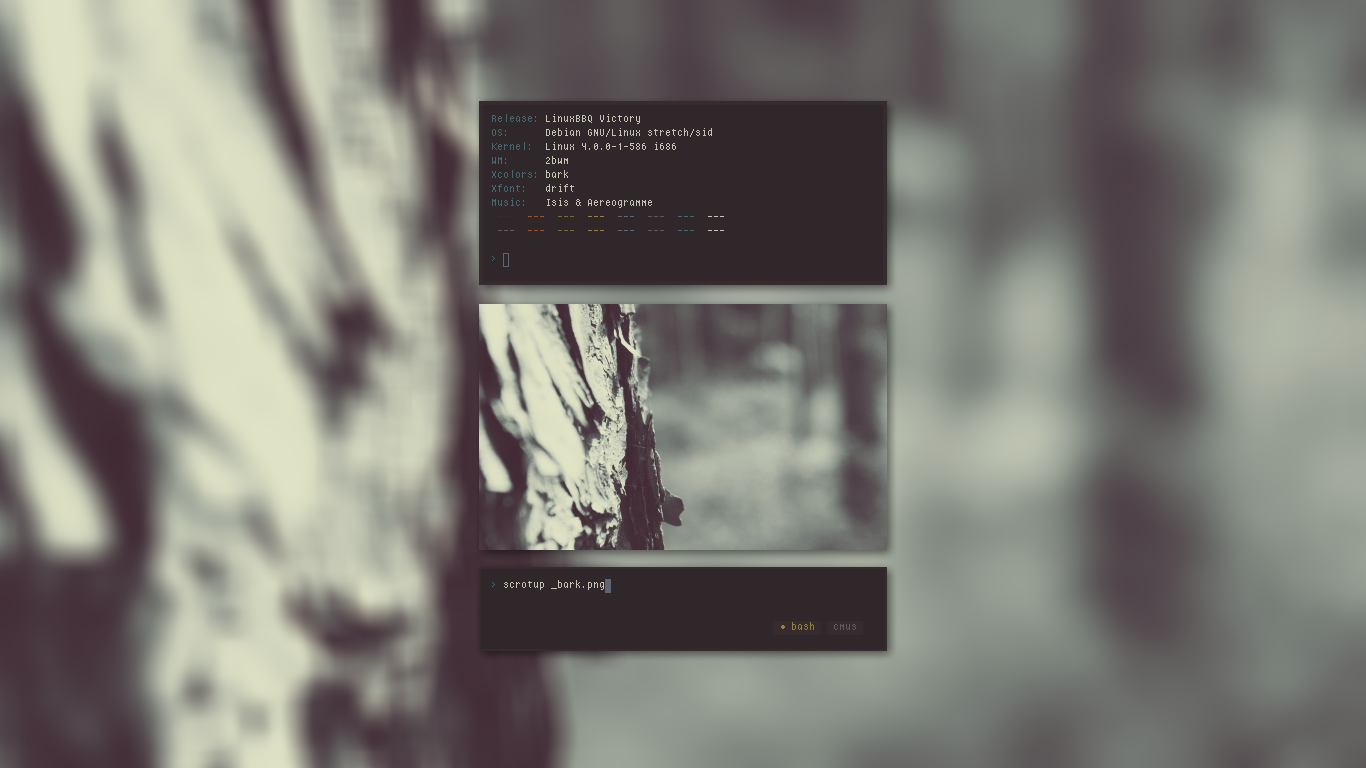 Release: LinuxBBQ Victory
OS: Debian GNU/Linux stretch/sid
Kernel: Linux 4.0.0-1-586 i686
WM: 2bwm
Xcolors: bark
Xfont: drift
Music: Isis & Aereogramme
--- --- --- --- --- --- ---
--- --- --- --- --- --- --- ---
›
› scrotup _bark.png
• bash cmus